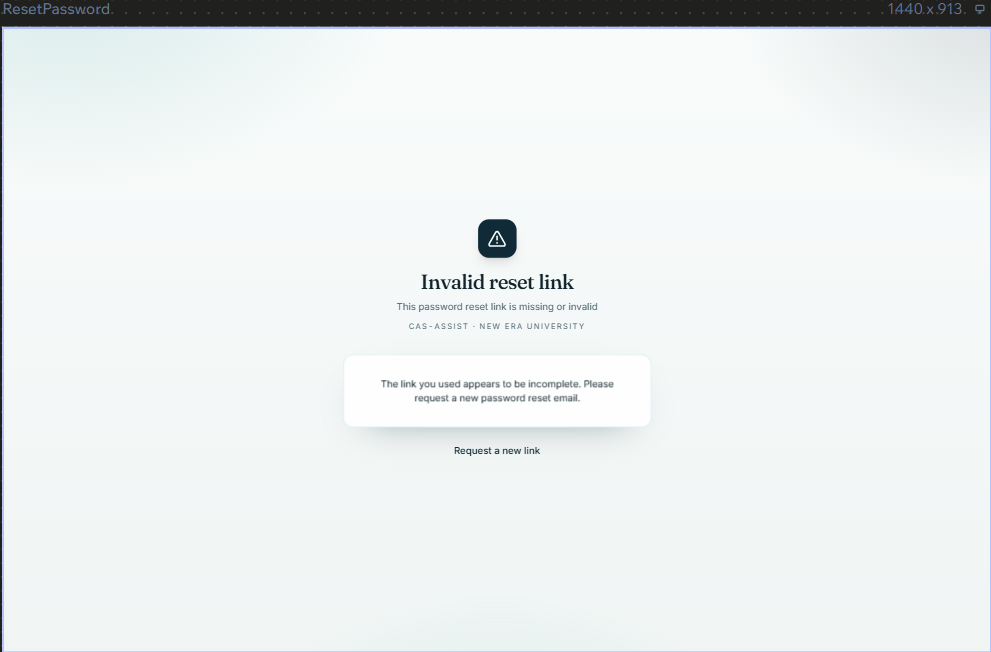 ResetPassword
1440 x 913
Invalid reset link
This password reset link is missing or invalid
CAS-ASSIST · NEW ERA UNIVERSITY
The link you used appears to be incomplete. Please
request a new password reset email.
Request a new link